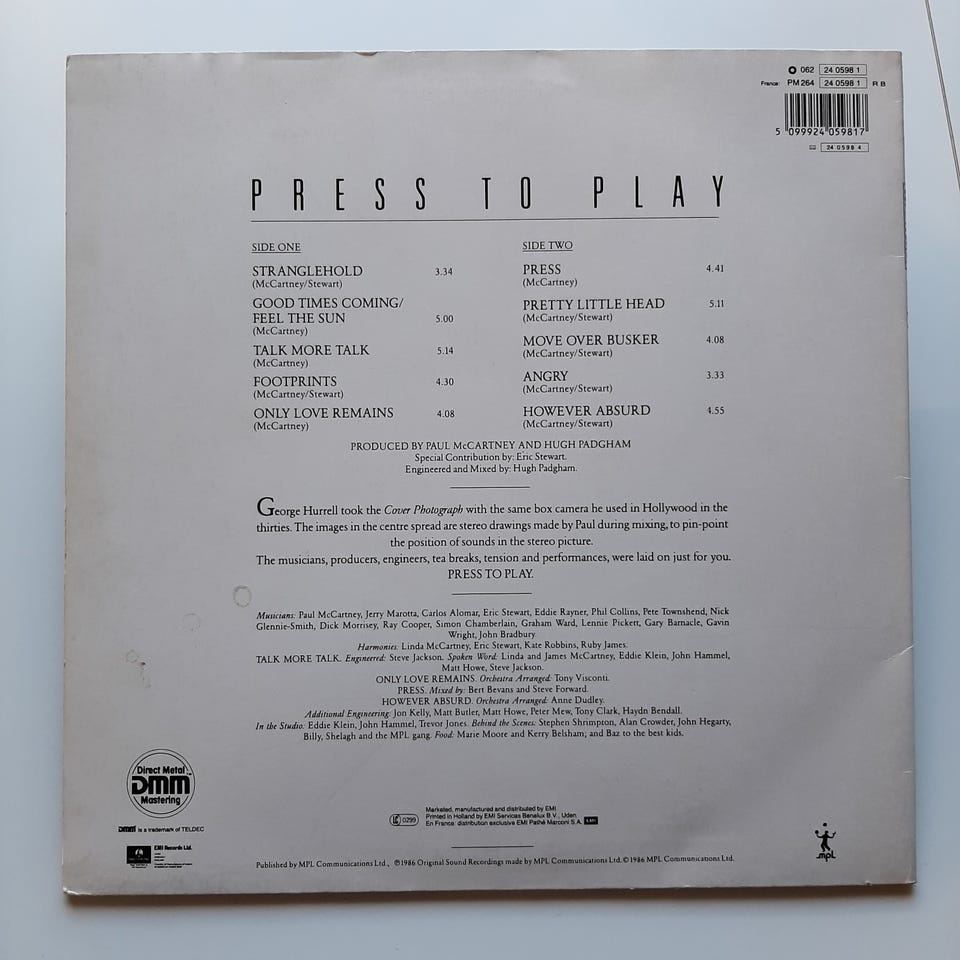 062 24 0598 1
France: PM 264 24 0598 1 R B
5 099924 059817
24 0598 4
PRESS TO PLAY
SIDE ONE
STRANGLEHOLD 3.34
(McCartney/Stewart)
GOOD TIMES COMING/
FEEL THE SUN 5.00
(McCartney)
TALK MORE TALK 5.14
(McCartney)
FOOTPRINTS 4.30
(McCartney/Stewart)
ONLY LOVE REMAINS 4.08
(McCartney)
SIDE TWO
PRESS 4.41
(McCartney)
PRETTY LITTLE HEAD 5.11
(McCartney/Stewart)
MOVE OVER BUSKER 4.08
(McCartney/Stewart)
ANGRY 3.33
(McCartney/Stewart)
HOWEVER ABSURD 4.55
(McCartney/Stewart)
PRODUCED BY PAUL McCARTNEY AND HUGH PADGHAM
Special Contribution by: Eric Stewart.
Engineered and Mixed by: Hugh Padgham.
George Hurrell took the Cover Photograph with the same box camera he used in Hollywood in the
thirties. The images in the centre spread are stereo drawings made by Paul during mixing, to pin-point
the position of sounds in the stereo picture.
The musicians, producers, engineers, tea breaks, tension and performances, were laid on just for you.
PRESS TO PLAY.
Musicians: Paul McCartney, Jerry Marotta, Carlos Alomar, Eric Stewart, Eddie Rayner, Phil Collins, Pete Townshend, Nick
Glennie-Smith, Dick Morrisey, Ray Cooper, Simon Chamberlain, Graham Ward, Lennie Pickett, Gary Barnacle, Gavin
Wright, John Bradbury.
Harmonies: Linda McCartney, Eric Stewart, Kate Robbins, Ruby James.
TALK MORE TALK. Engineered: Steve Jackson. Spoken Word: Linda and James McCartney, Eddie Klein, John Hammel,
Matt Howe, Steve Jackson.
ONLY LOVE REMAINS. Orchestra Arranged: Tony Visconti.
PRESS. Mixed by: Bert Bevans and Steve Forward.
HOWEVER ABSURD. Orchestra Arranged: Anne Dudley.
Additional Engineering: Jon Kelly, Matt Butler, Matt Howe, Peter Mew, Tony Clark, Haydn Bendall.
In the Studio: Eddie Klein, John Hammel, Trevor Jones. Behind the Scenes: Stephen Shrimpton, Alan Crowder, John Hegarty,
Billy, Shelagh and the MPL gang. Food: Marie Moore and Kerry Belsham; and Baz to the best kids.
Direct Metal
DMM
Mastering
DMM is a trademark of TELDEC
EMI Records Ltd.
LC 0299
Marketed, manufactured and distributed by EMI
Printed in Holland by EMI Services Benelux B.V., Uden.
En France: distribution exclusive EMI Pathé Marconi S.A. EMI
Published by MPL Communications Ltd., ℗1986 Original Sound Recordings made by MPL Communications Ltd. © 1986 MPL Communications Ltd.
mpL